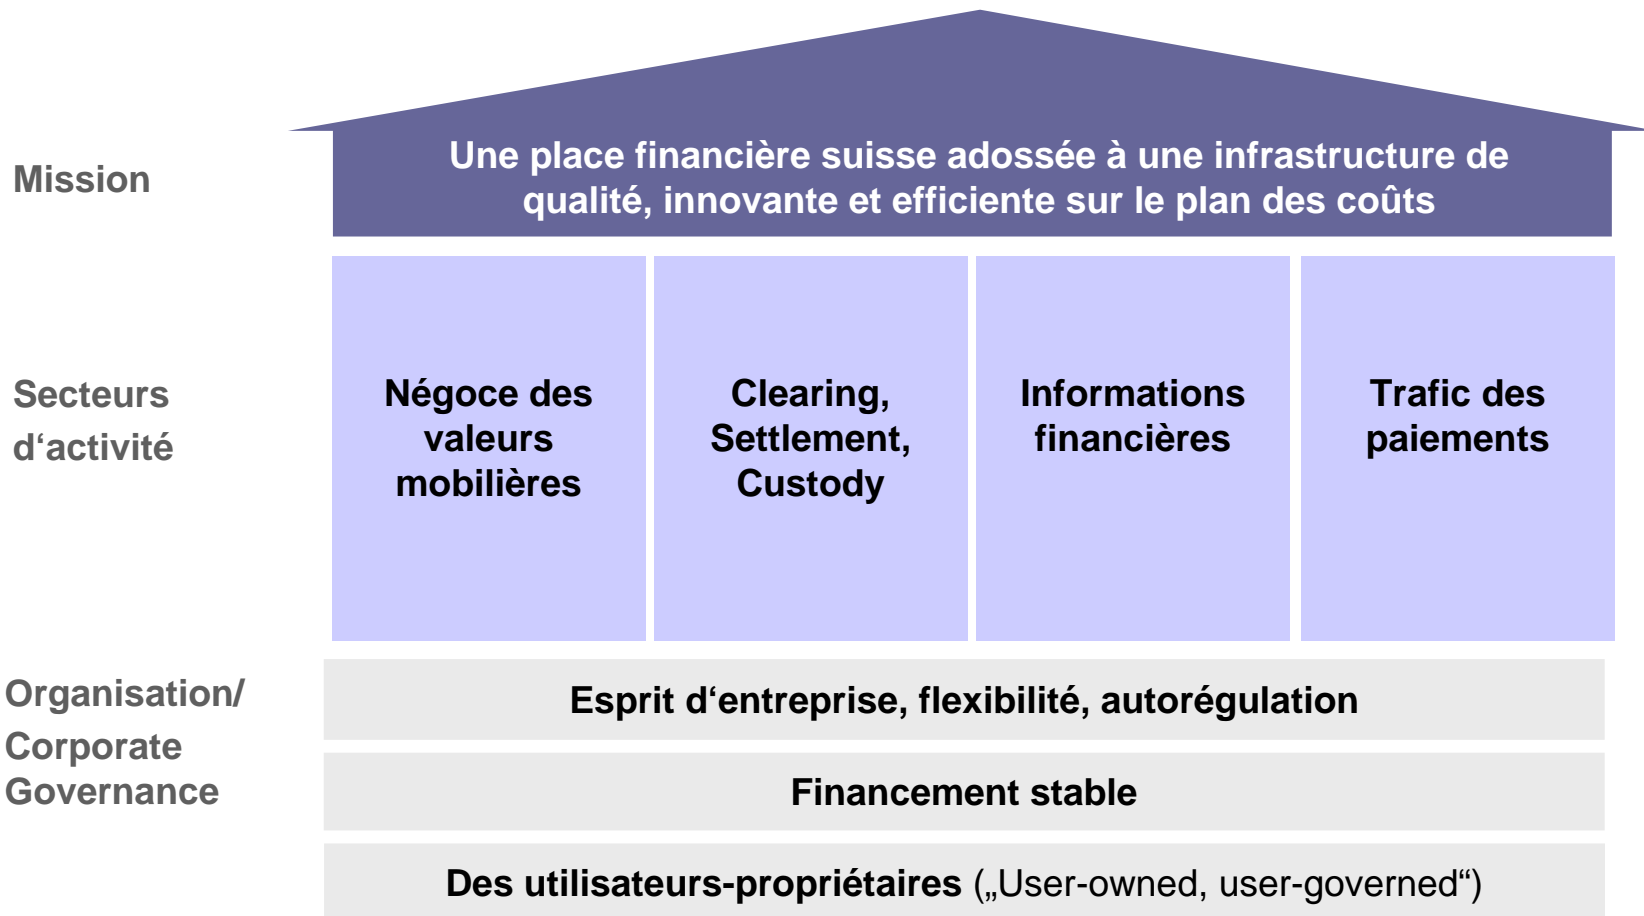 Mission
Une place financière suisse adossée à une infrastructure de
qualité, innovante et efficiente sur le plan des coûts
Secteurs
d‘activité
Négoce des
valeurs
mobilières
Clearing,
Settlement,
Custody
Informations
financières
Trafic des
paiements
Organisation/
Corporate
Governance
Esprit d‘entreprise, flexibilité, autorégulation
Financement stable
Des utilisateurs-propriétaires („User-owned, user-governed“)